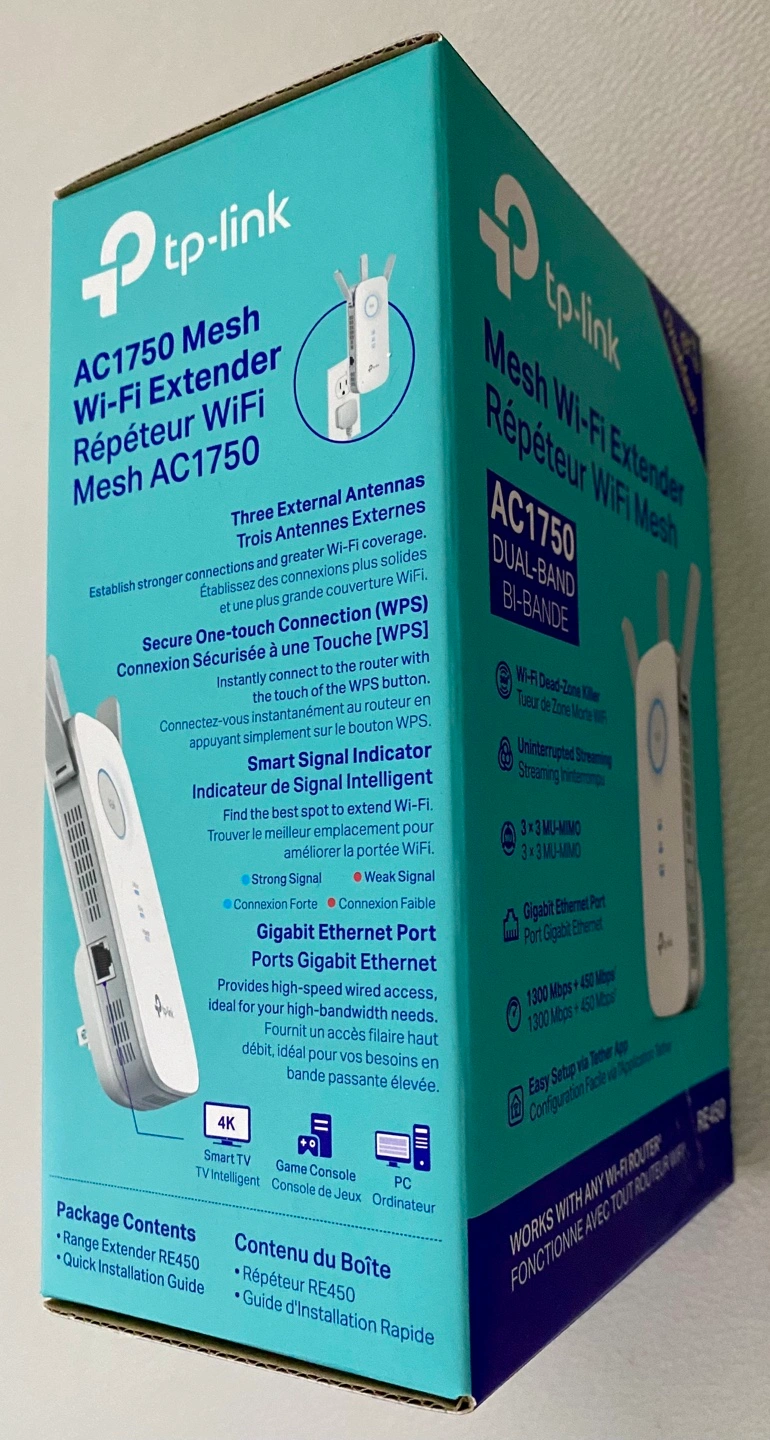 tp-link
AC1750 Mesh
Wi-Fi Extender
Répéteur WiFi
Mesh AC1750
Three External Antennas
Trois Antennes Externes
Establish stronger connections and greater Wi-Fi coverage.
Établissez des connexions plus solides
et une plus grande couverture WiFi.
Secure One-touch Connection (WPS)
Connexion Sécurisée à une Touche [WPS]
Instantly connect to the router with
the touch of the WPS button.
Connectez-vous instantanément au routeur en
appuyant simplement sur le bouton WPS.
Smart Signal Indicator
Indicateur de Signal Intelligent
Find the best spot to extend Wi-Fi.
Trouver le meilleur emplacement pour
améliorer la portée WiFi.
Strong Signal Weak Signal
Connexion Forte Connexion Faible
Gigabit Ethernet Port
Ports Gigabit Ethernet
Provides high-speed wired access,
ideal for your high-bandwidth needs.
Fournit un accès filaire haut
débit, idéal pour vos besoins en
bande passante élevée.
tp-link
4K
Smart TV
TV Intelligent
Game Console
Console de Jeux
PC
Ordinateur
Package Contents
• Range Extender RE450
• Quick Installation Guide
Contenu du Boîte
• Répéteur RE450
• Guide d'Installation Rapide
tp-link
Mesh Wi-Fi Extender
Répéteur WiFi Mesh
AC1750
DUAL-BAND
BI-BANDE
Wi-Fi Dead-Zone Killer
Tueur de Zone Morte WiFi
Uninterrupted Streaming
Streaming Ininterrompu
3 × 3 MU-MIMO
3 × 3 MU-MIMO
Gigabit Ethernet Port
Port Gigabit Ethernet
1300 Mbps + 450 Mbps
1300 Mbps + 450 Mbps
Easy Setup via Tether App
Configuration Facile via l'Application Tether
tp-link
WORKS WITH ANY WI-FI ROUTER
FONCTIONNE AVEC TOUT ROUTEUR WIFI
RE450